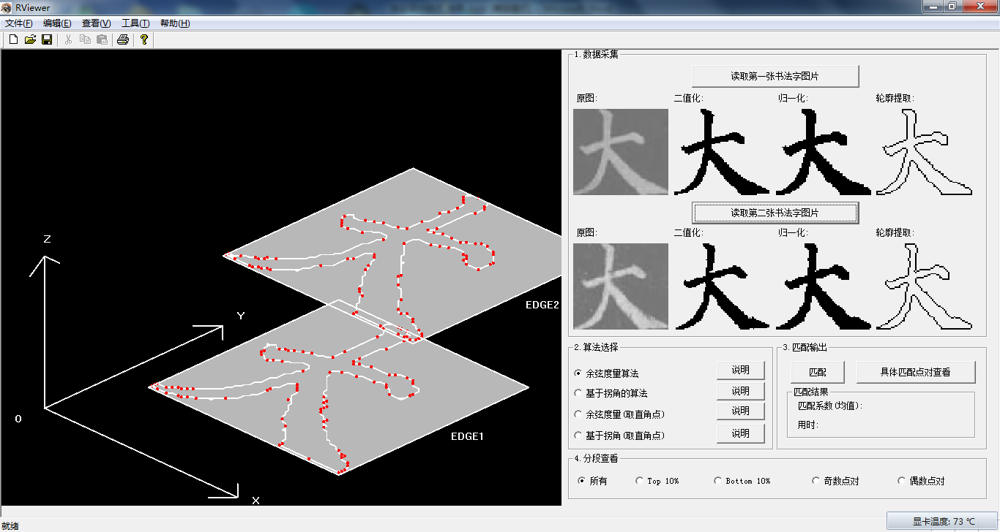 RViewer
文件(F) 编辑(E) 查看(V) 工具(T) 帮助(H)
Z
Y
EDGE2
O
EDGE1
X
1.数据采集
读取第一张书法字图片
原图: 二值化: 归一化: 轮廓提取:
大 大 大 大
读取第二张书法字图片
原图: 二值化: 归一化: 轮廓提取:
大 大 大 大
2.算法选择
余弦度量算法 说明
基于拐角的算法 说明
余弦度量(取直角点) 说明
基于拐角(取直角点) 说明
3.匹配输出
匹配 具体匹配点对查看
匹配结果
匹配系数(均值):
用时:
4.分段查看
所有 Top 10% Bottom 10% 奇数点对 偶数点对
就绪
显卡温度: 73 ℃